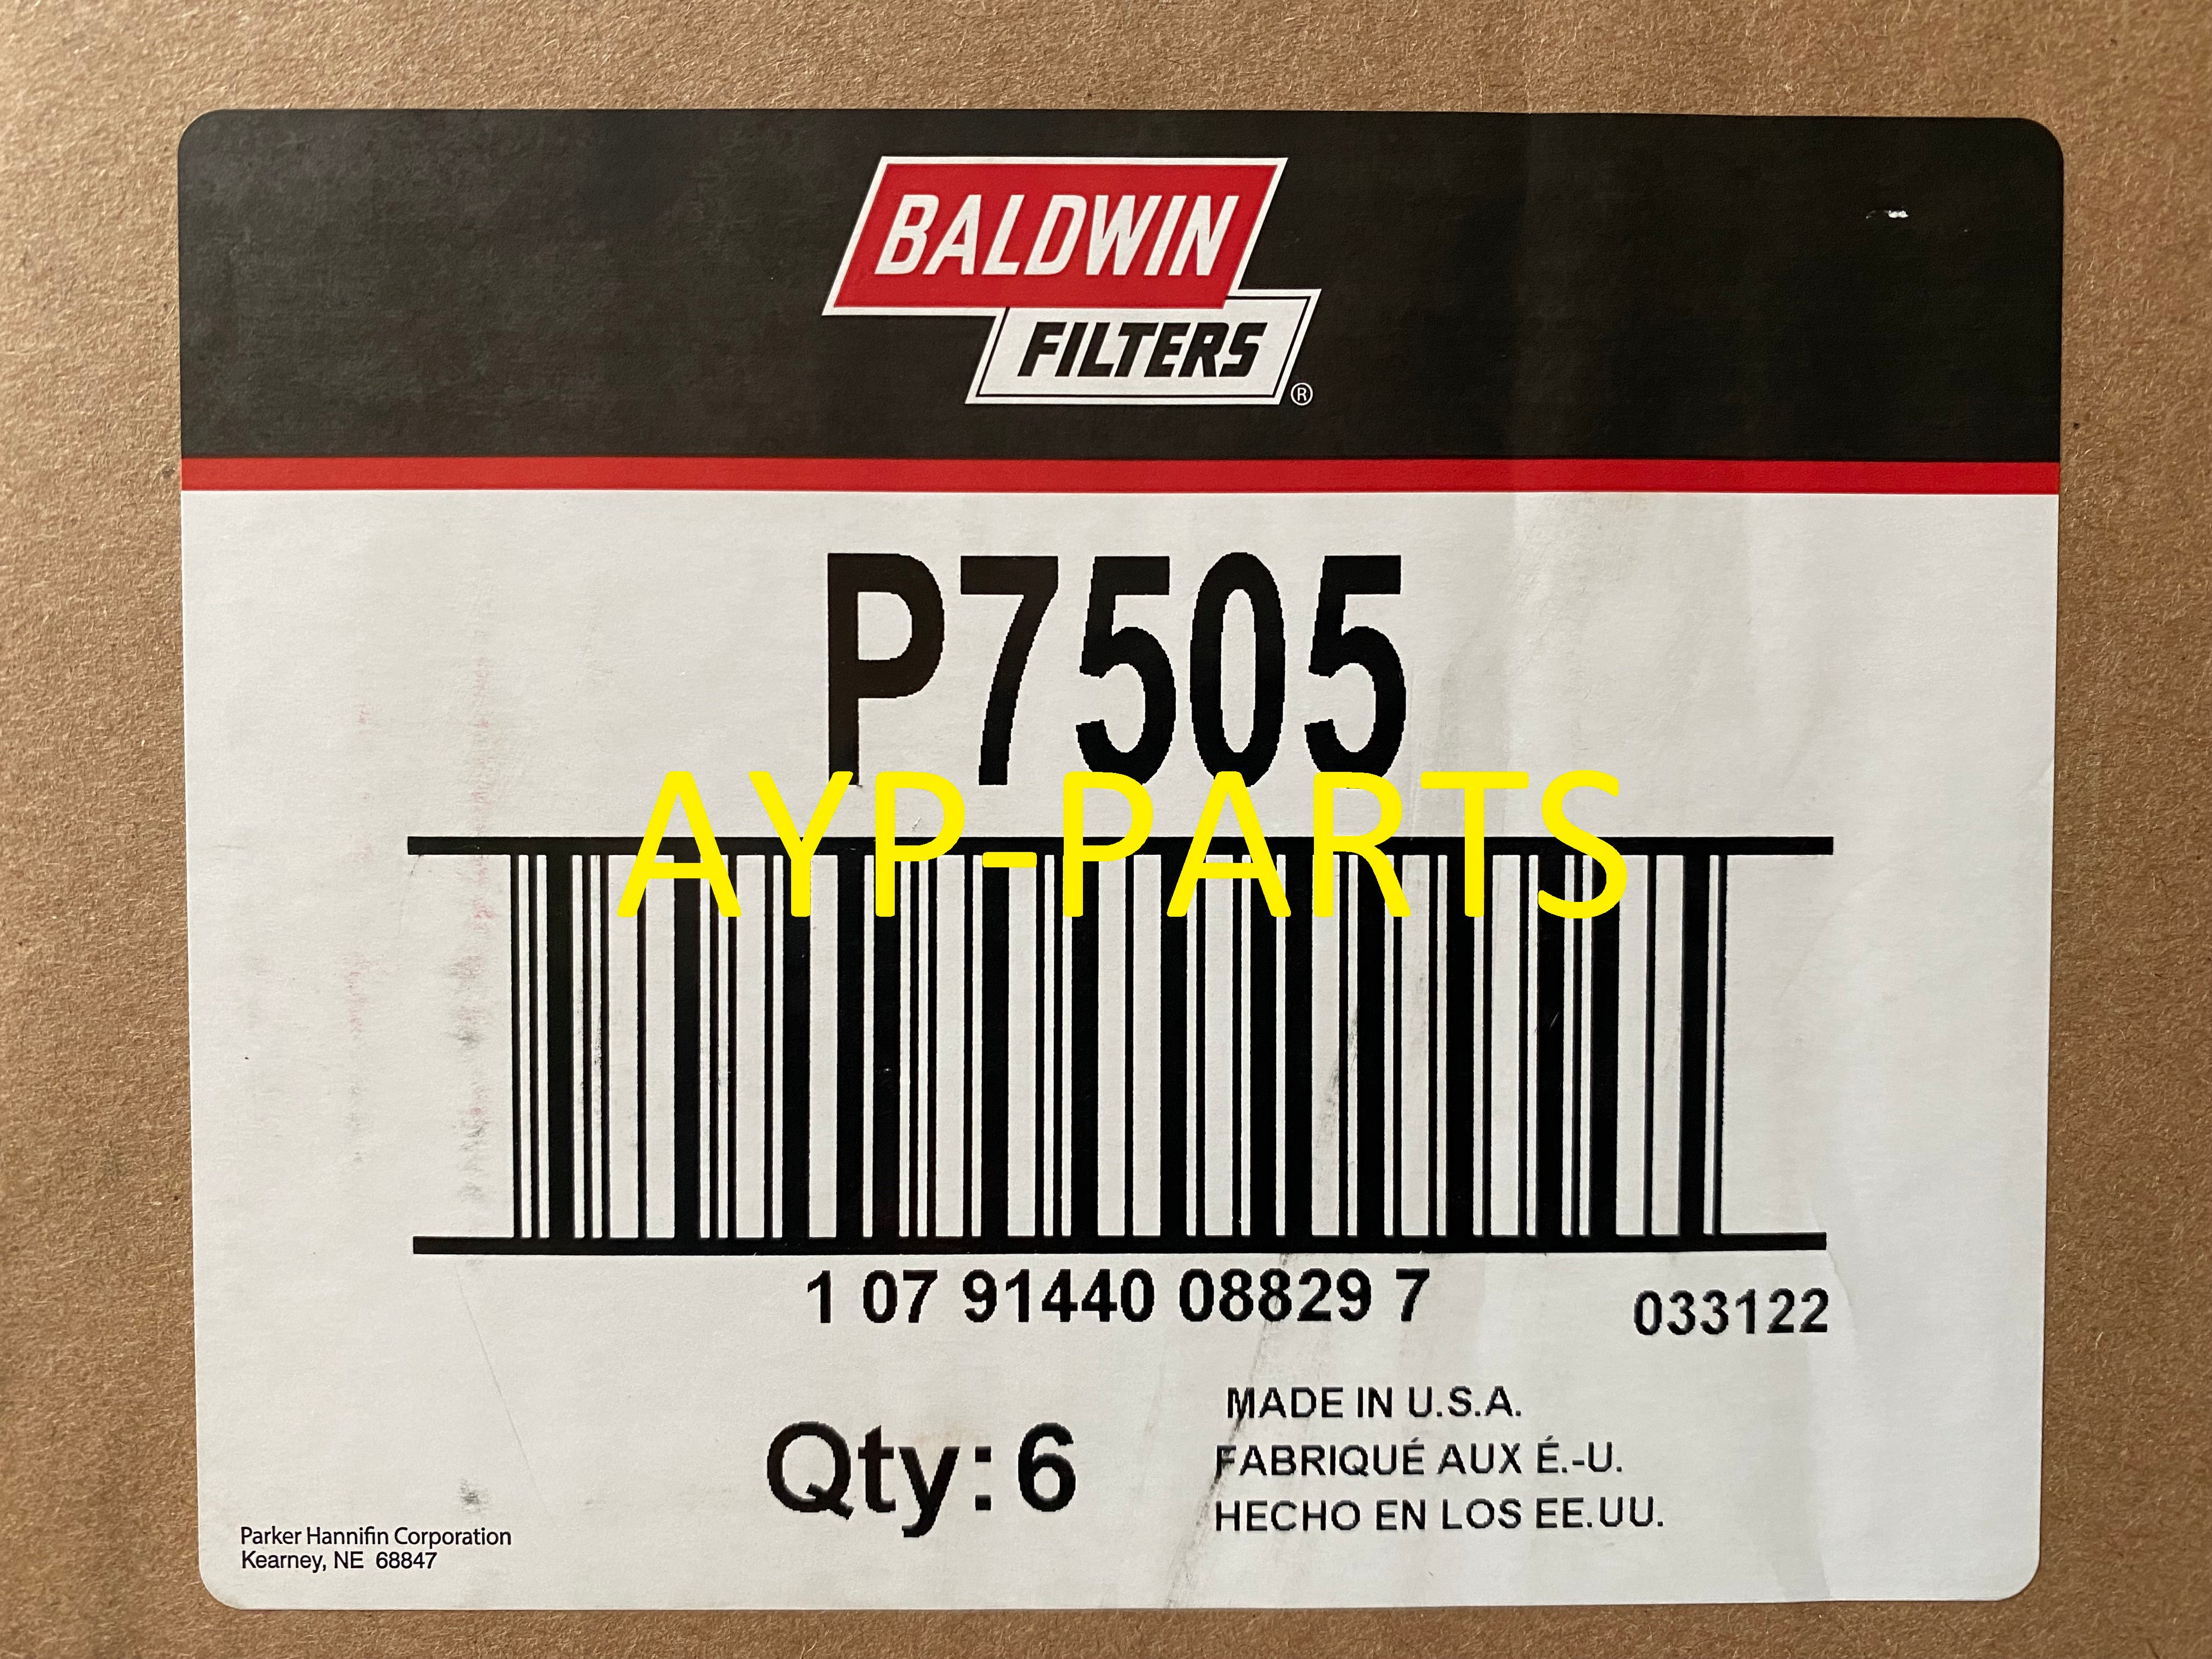 BALDWIN
FILTERS
®
P7505
AYP-PARTS
1 07 91440 08829 7
033122
Qty: 6
MADE IN U.S.A.
FABRIQUÉ AUX É.-U.
HECHO EN LOS EE.UU.
Parker Hannifin Corporation
Kearney, NE 68847